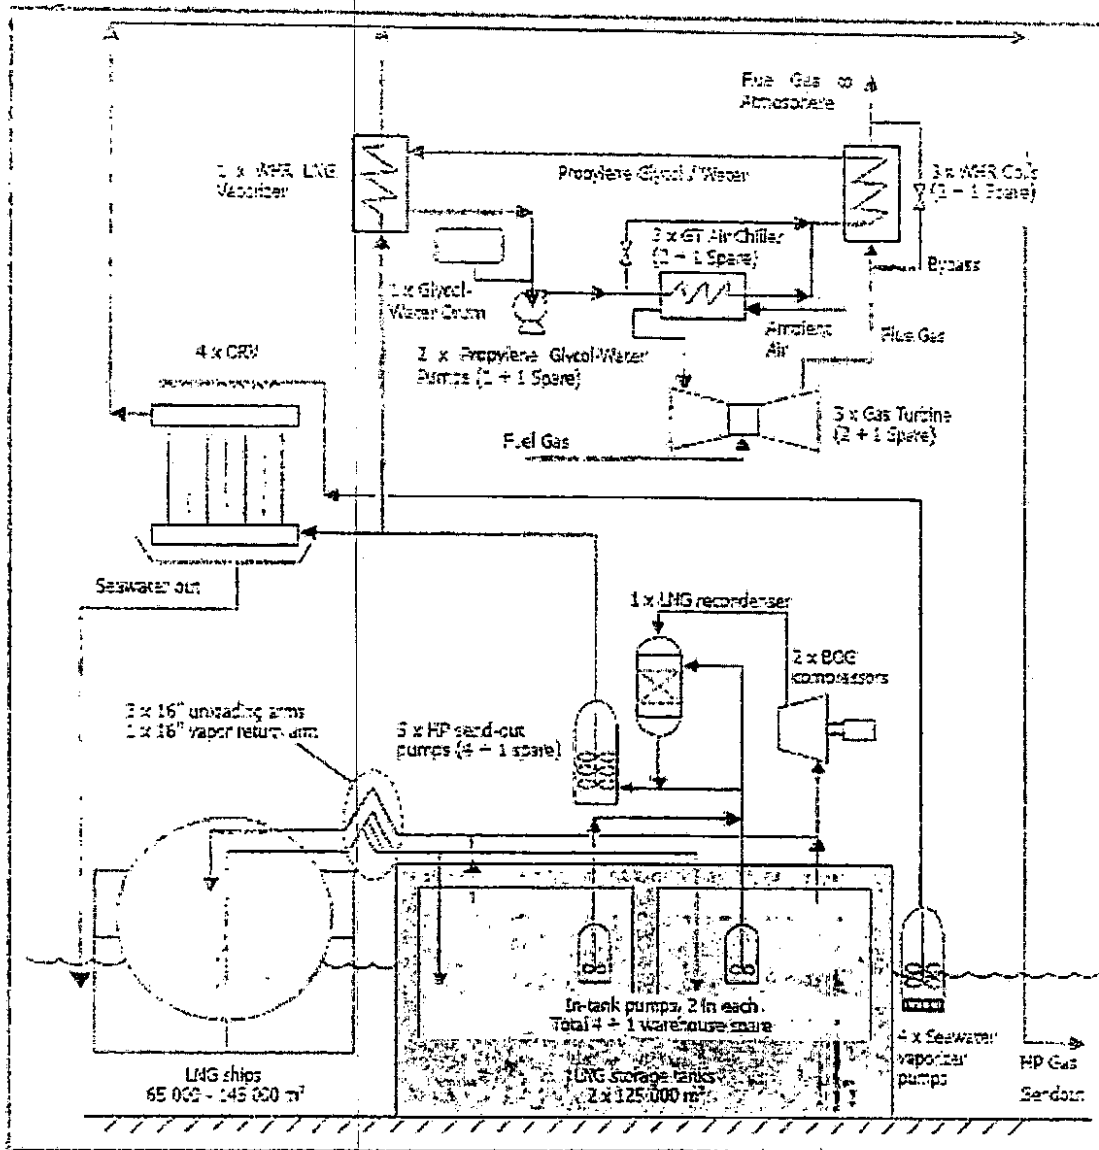 Flue Gas to
Atmosphere
1 x WHR LNG
Vaporizer
Propylene Glycol / Water
3 x WHR Coils
(2 + 1 Spare)
3 x GT Air Chiller
(2 + 1 Spare)
Bypass
1 x Glycol-
Water Drum
Ambient
Air
Flue Gas
4 x ORV
2 x Propylene Glycol-Water
Pumps (1 + 1 Spare)
3 x Gas Turbine
(2 + 1 Spare)
Fuel Gas
Seawater out
1 x LNG recondenser
2 x BOG
compressors
3 x 16" unloading arms
1 x 16" vapor return arm
5 x HP send-out
pumps (4 + 1 spare)
In-tank pumps, 2 in each.
Total 4 + 1 warehouse spare
4 x Seawater
vaporizer
pumps
HP Gas
Sendout
LNG ships
65 000 - 145 000 m³
LNG storage tanks
2 x 125 000 m³